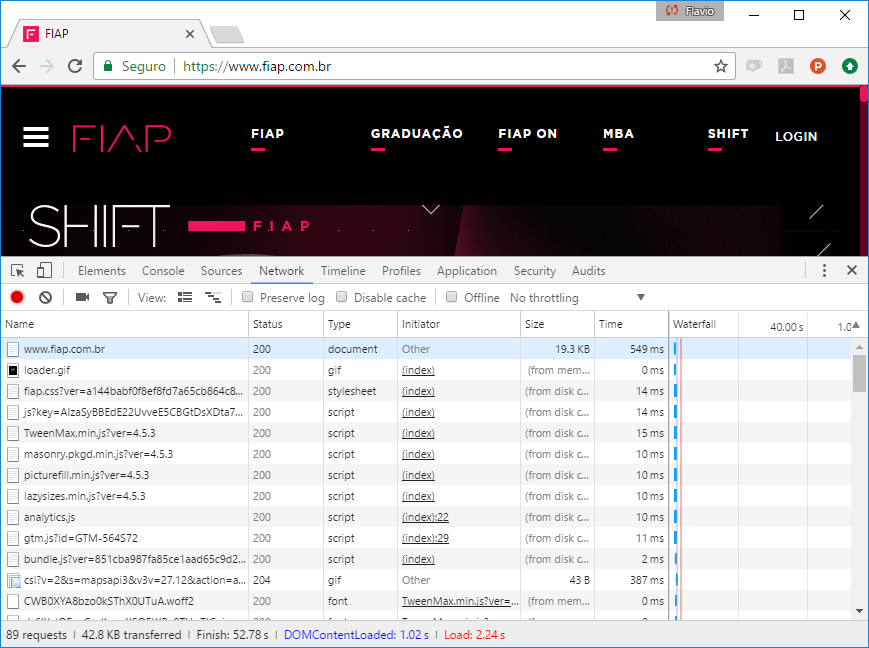 Flavio
FIAP
Seguro https://www.fiap.com.br
FIAP FIAP GRADUAÇÃO FIAP ON MBA SHIFT LOGIN
SHIFT FIAP
Elements Console Sources Network Timeline Profiles Application Security Audits
View: Preserve log Disable cache Offline No throttling
Name Status Type Initiator Size Time Waterfall 40.00 s 1.0
www.fiap.com.br 200 document Other 19.3 KB 549 ms
loader.gif 200 gif (index) (from mem... 0 ms
fiap.css?ver=a144babf0f8ef8fd7a65cb864c8... 200 stylesheet (index) (from disk c... 14 ms
js?key=AIzaSyBBEdE22UvveE5CBGtDsXDta7... 200 script (index) (from disk c... 14 ms
TweenMax.min.js?ver=4.5.3 200 script (index) (from disk c... 15 ms
masonry.pkgd.min.js?ver=4.5.3 200 script (index) (from disk c... 10 ms
picturefill.min.js?ver=4.5.3 200 script (index) (from disk c... 10 ms
lazysizes.min.js?ver=4.5.3 200 script (index) (from disk c... 10 ms
analytics.js 200 script (index):22 (from disk c... 10 ms
gtm.js?id=GTM-564S72 200 script (index):29 (from disk c... 11 ms
bundle.js?ver=851cba987fa85ce1aad65c9d2... 200 script (index) (from disk c... 2 ms
csi?v=2&s=mapsapi3&v3v=27.12&action=a... 204 gif Other 43 B 387 ms
CWB0XYA8bzo0kSThX0UTuA.woff2 200 font TweenMax.min.js?ver=... (from mem... 0 ms
89 requests | 42.8 KB transferred | Finish: 52.78 s | DOMContentLoaded: 1.02 s | Load: 2.24 s